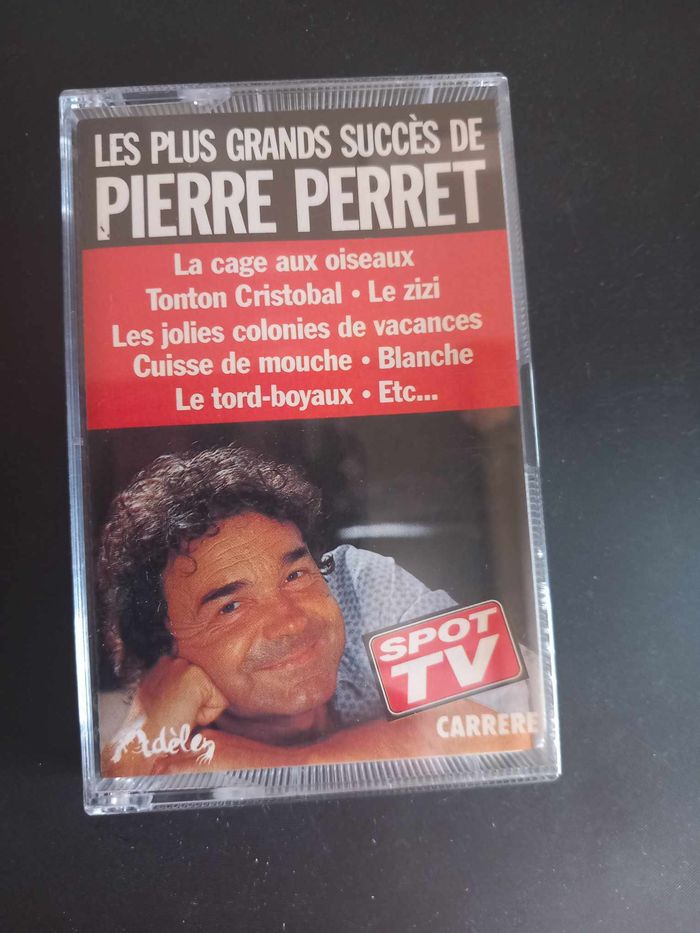 LES PLUS GRANDS SUCCÈS DE
PIERRE PERRET
La cage aux oiseaux
Tonton Cristobal • Le zizi
Les jolies colonies de vacances
Cuisse de mouche • Blanche
Le tord-boyaux • Etc...
SPOT
TV
CARRERE
Adèle